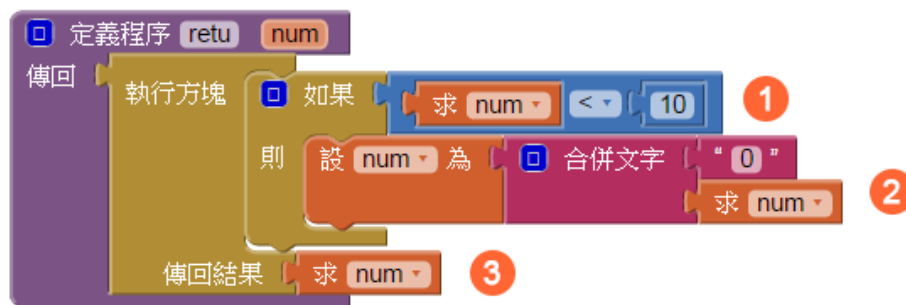 定義程序 retu num
傳回 執行方塊 如果 求 num < 10 1
則 設 num 為 合併文字 " 0 "
求 num 2
傳回結果 求 num 3